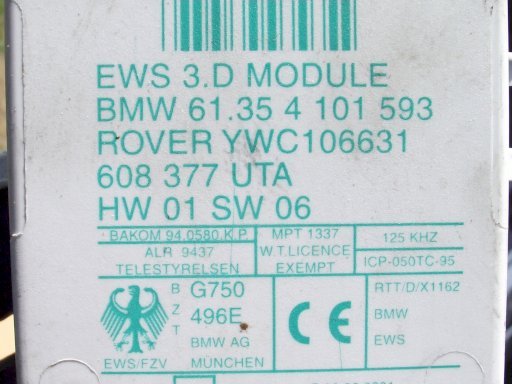 EWS 3.D MODULE
BMW 61.35 4 101 593
ROVER YWC106631
608 377 UTA
HW 01 SW 06
BAKOM 94.0580.K.P.
ALR 9437
TELESTYRELSEN
MPT 1337
W.T.LICENCE
EXEMPT
125 KHZ
ICP-050TC-95
BZT
G750
496E
BMW AG
MÜNCHEN
EWS/FZV
CE
RTT/D/X1162
BMW
EWS